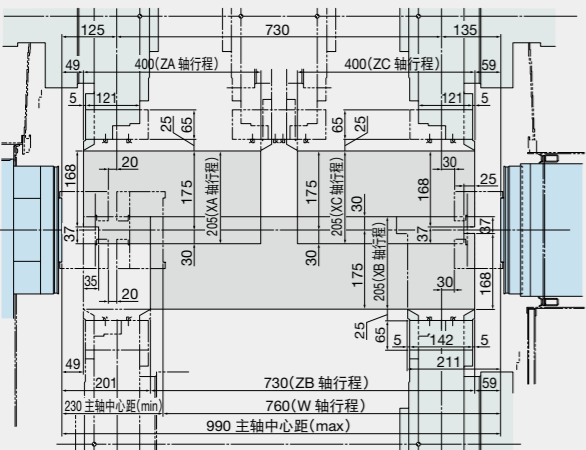 125 730 135
49 400(ZA 轴行程) 400(ZC 轴行程) 59
5 121 121 5
25 65 65 25
20 30
168 175 205(XA 轴行程) 175 205(XC 轴行程) 168 25
30
37 37 37
30 30 205(XB 轴行程)
35 175
20 30 168
25 65
5 142 5
49 211
201 730(ZB 轴行程) 59
230 主轴中心距(min) 760(W 轴行程)
990 主轴中心距(max)